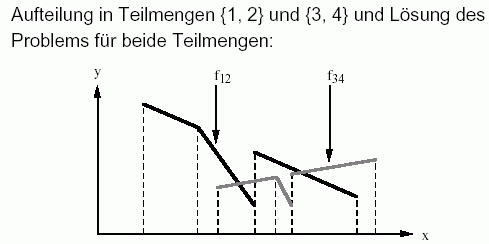 Aufteilung in Teilmengen {1, 2} und {3, 4} und Lösung des
Problems für beide Teilmengen:
y
f12
f34
x